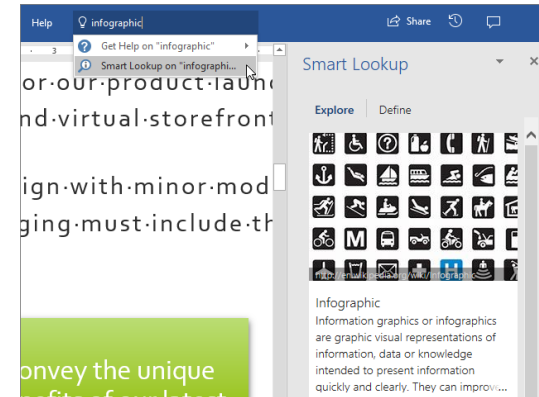 Help infographic Share
Get Help on "infographic"
Smart Lookup on "infographi...
3
or·our·product·laun
nd·virtual·storefront
ign·with·minor·mod
ging·must·include·th
onvey the unique
Smart Lookup
Explore Define
M
H
http://en.wikipedia.org/wiki/Infographic
Infographic
Information graphics or infographics
are graphic visual representations of
information, data or knowledge
intended to present information
quickly and clearly. They can improve...